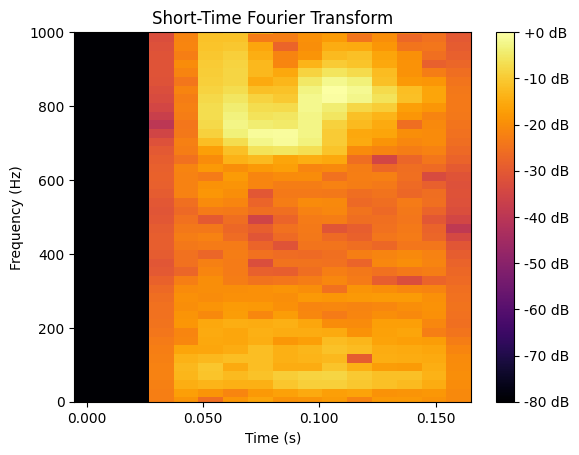 Short-Time Fourier Transform
1000
800
600
400
200
0
Frequency (Hz)
0.000
0.050
0.100
0.150
Time (s)
+0 dB
-10 dB
-20 dB
-30 dB
-40 dB
-50 dB
-60 dB
-70 dB
-80 dB